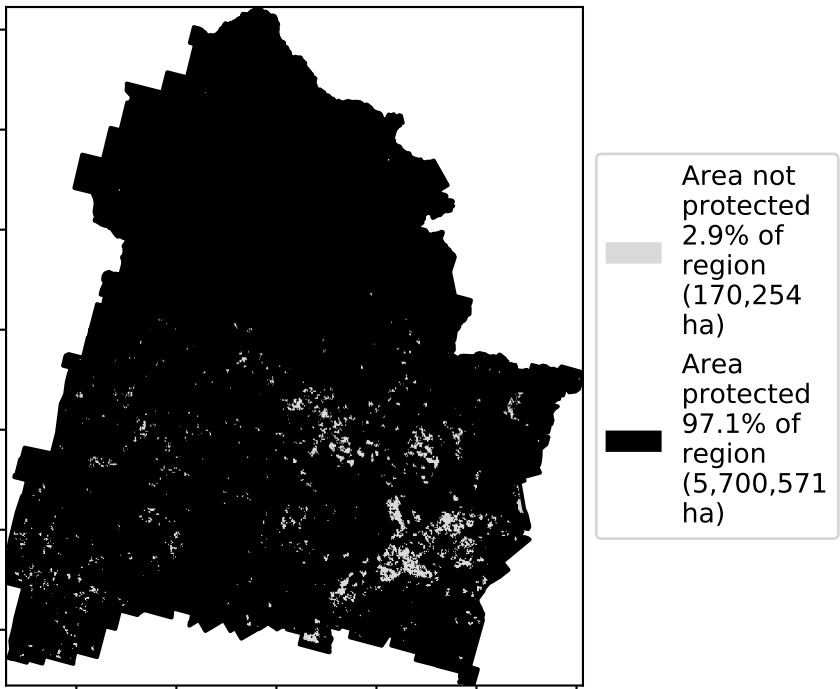 Area not
protected
2.9% of
region
(170,254
ha)
Area
protected
97.1% of
region
(5,700,571
ha)